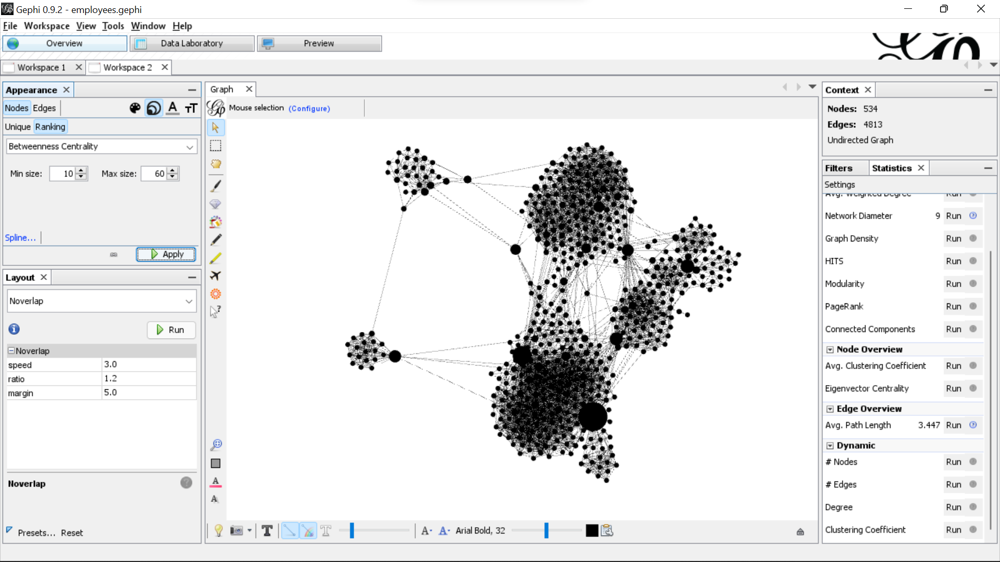 Gephi 0.9.2 - employees.gephi
File Workspace View Tools Window Help
Overview Data Laboratory Preview
Workspace 1 Workspace 2
Appearance
Nodes Edges
Unique Ranking
Betweenness Centrality
Min size: 10 Max size: 60
Spline...
Apply
Layout
Noverlap
Run
Noverlap
speed 3.0
ratio 1.2
margin 5.0
Noverlap
Presets... Reset
Graph
Mouse selection (Configure)
Arial Bold, 32
Context
Nodes: 534
Edges: 4813
Undirected Graph
Filters Statistics
Settings
Avg. Weighted Degree Run
Network Diameter 9 Run
Graph Density Run
HITS Run
Modularity Run
PageRank Run
Connected Components Run
Node Overview
Avg. Clustering Coefficient Run
Eigenvector Centrality Run
Edge Overview
Avg. Path Length 3.447 Run
Dynamic
# Nodes Run
# Edges Run
Degree Run
Clustering Coefficient Run